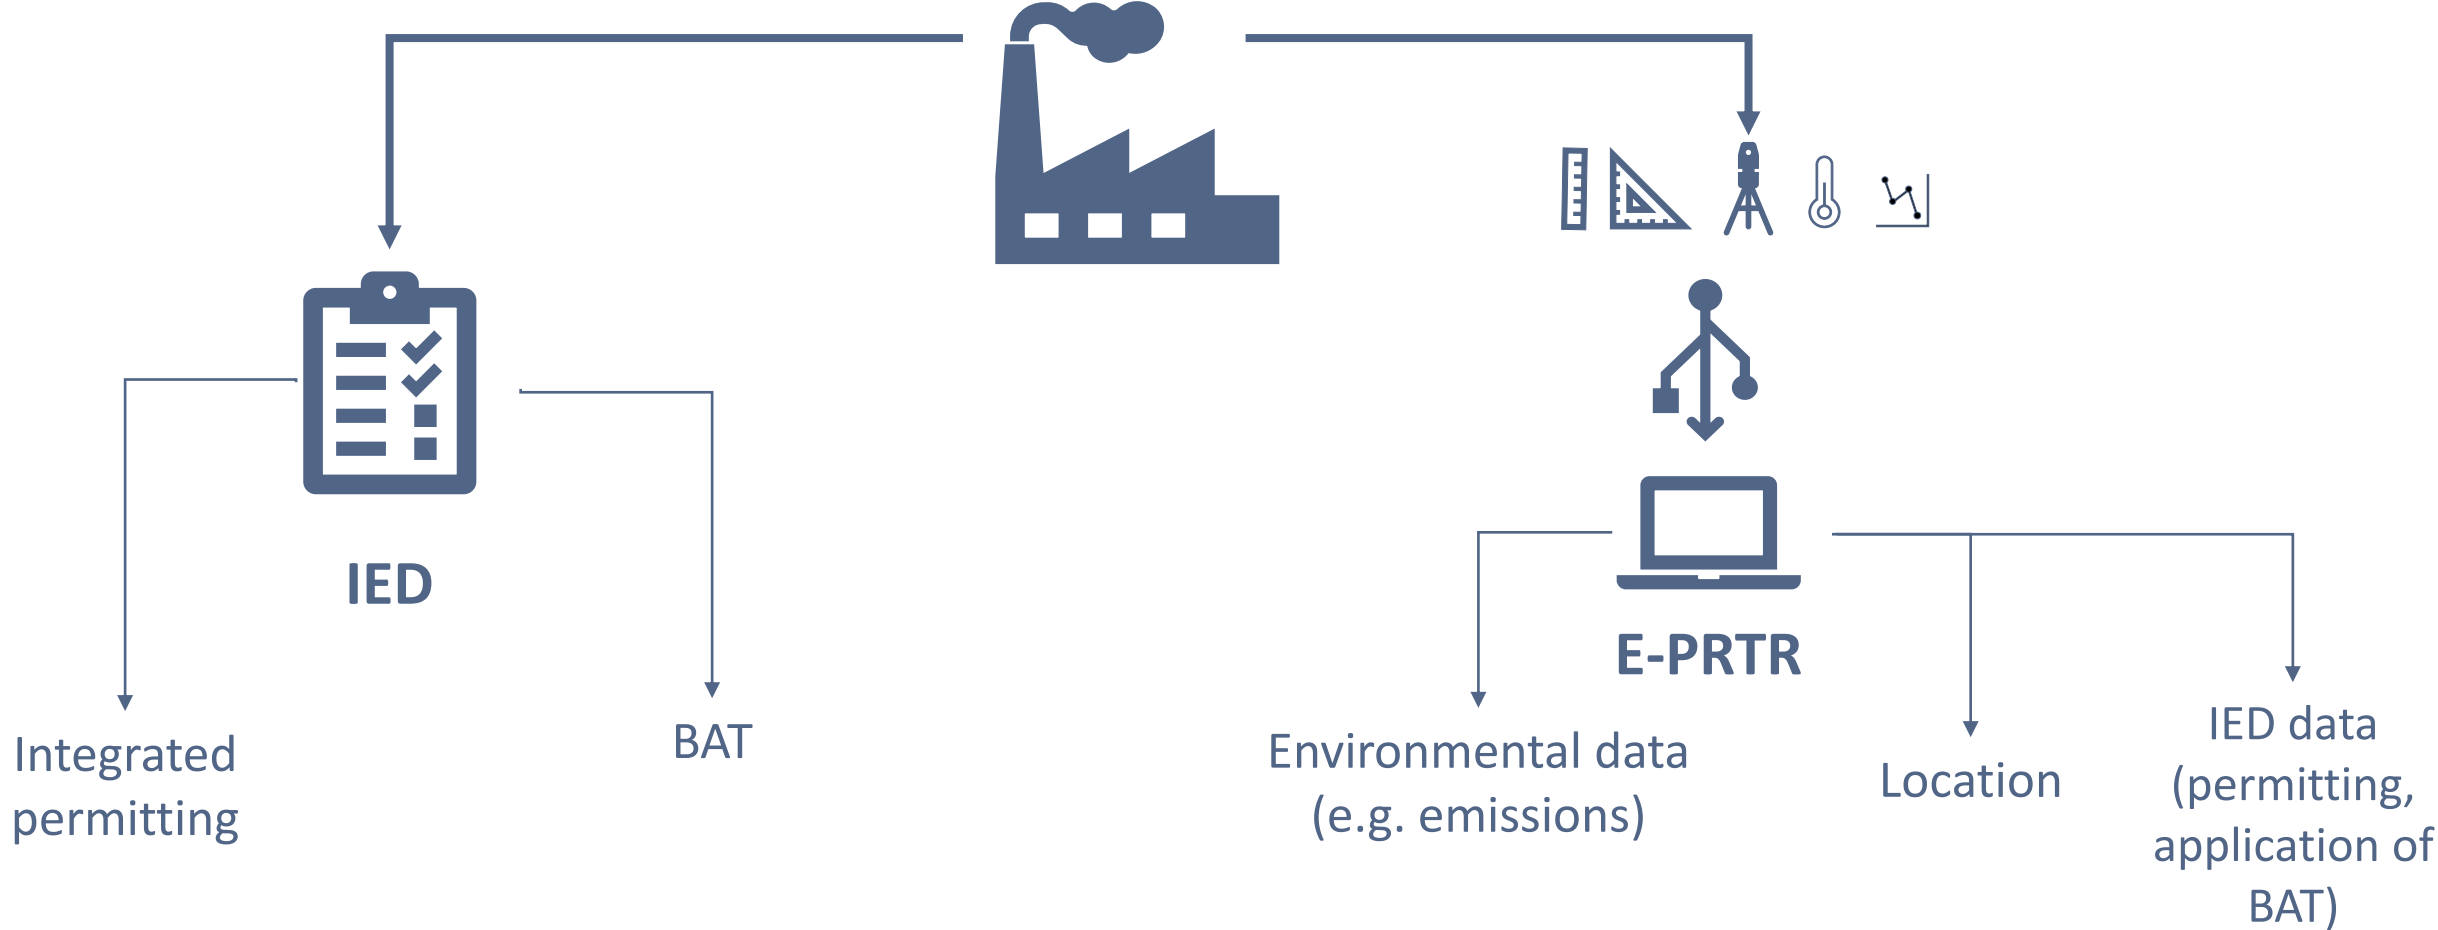 IED
Integrated
permitting
BAT
E-PRTR
Environmental data
(e.g. emissions)
Location
IED data
(permitting,
application of
BAT)